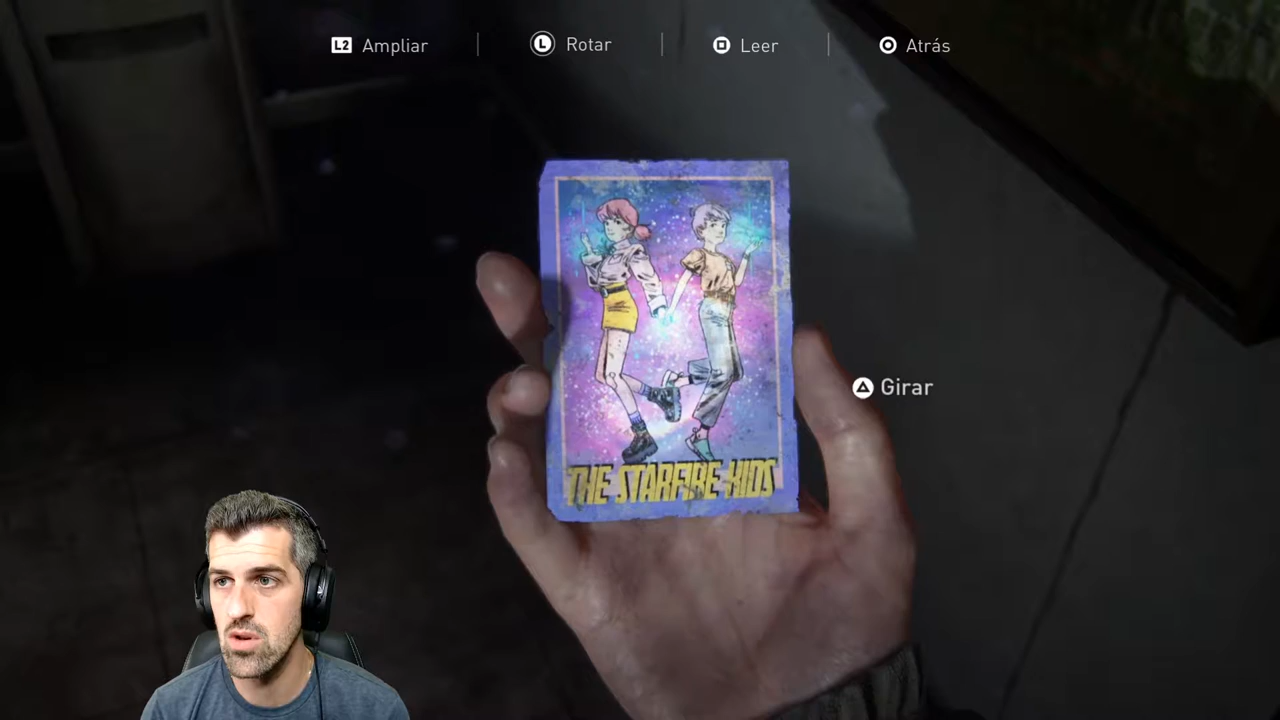 L2 Ampliar
L Rotar
Leer
Atrás
Girar
THE STARFIRE KIDS